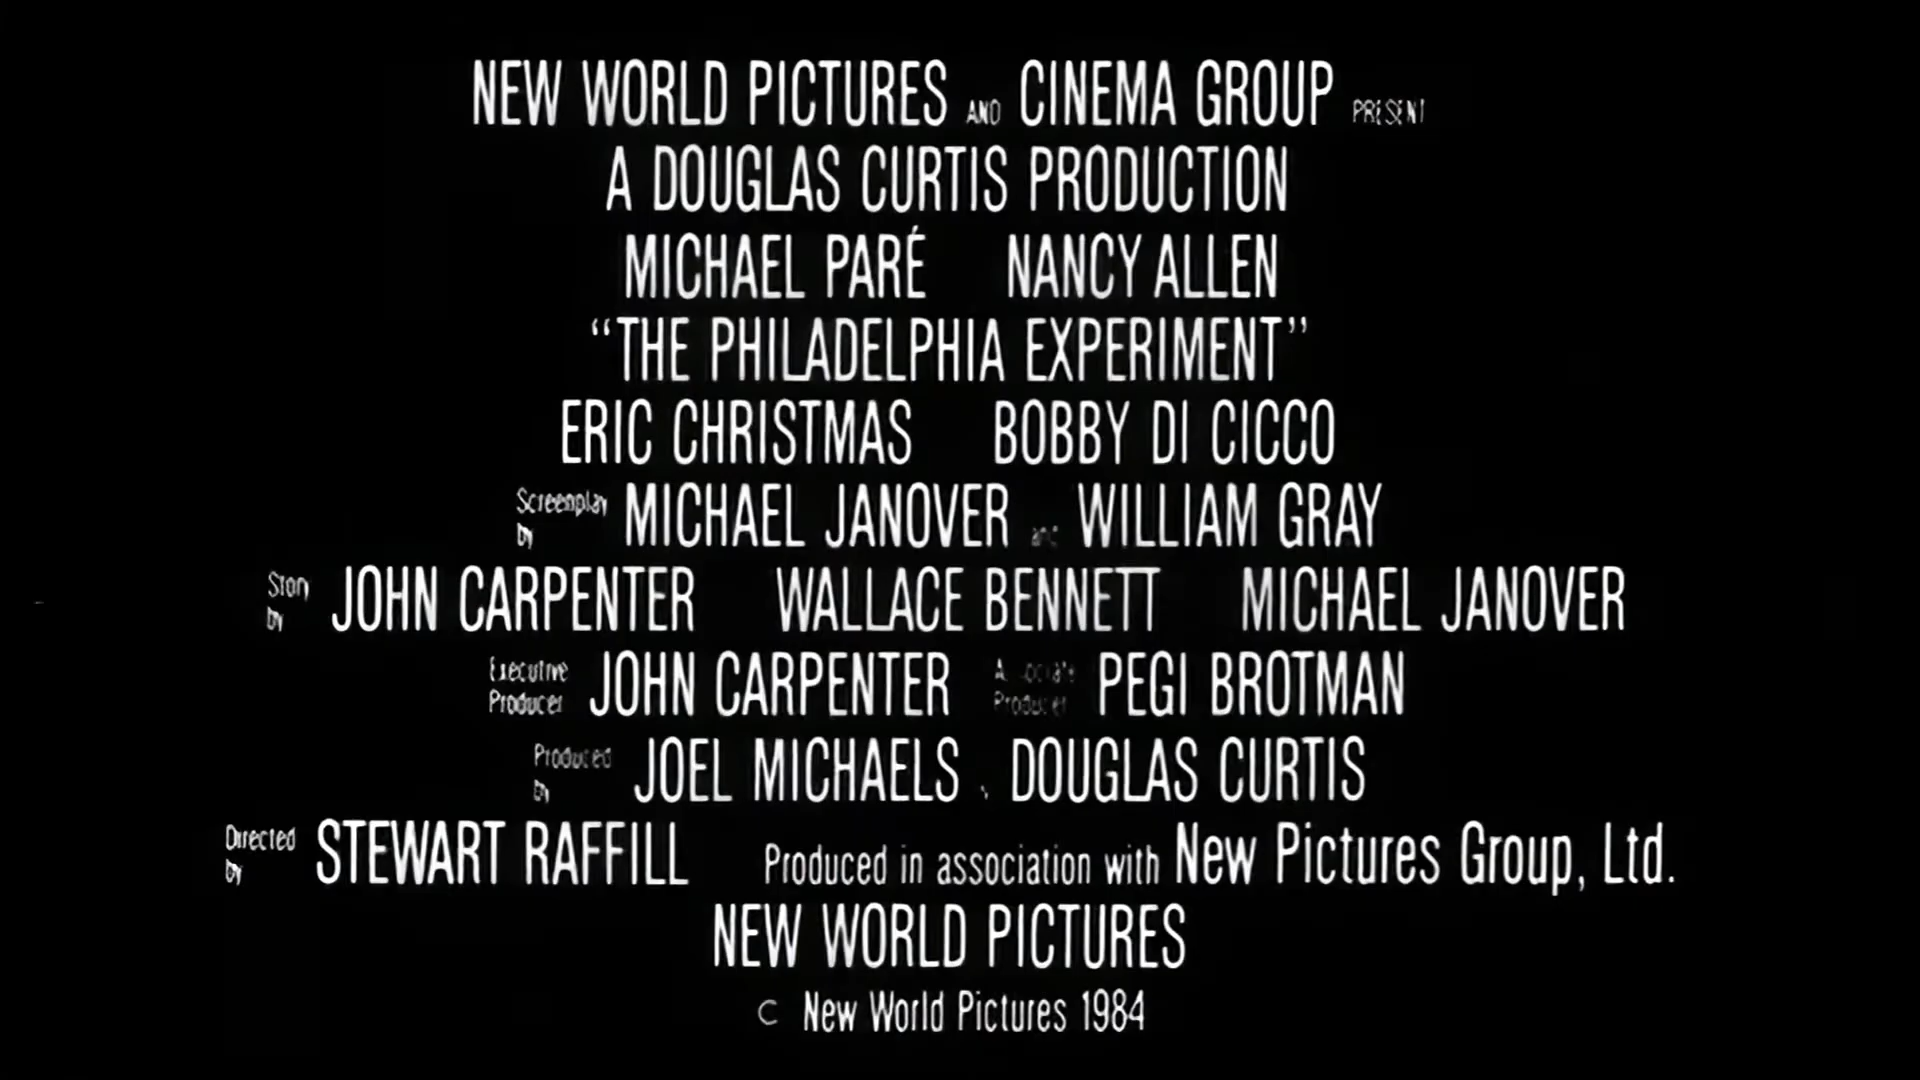 NEW WORLD PICTURES AND CINEMA GROUP PRESENT
A DOUGLAS CURTIS PRODUCTION
MICHAEL PARÉ NANCY ALLEN
“THE PHILADELPHIA EXPERIMENT”
ERIC CHRISTMAS BOBBY DI CICCO
Screenplay by MICHAEL JANOVER and WILLIAM GRAY
Story by JOHN CARPENTER WALLACE BENNETT MICHAEL JANOVER
Executive Producer JOHN CARPENTER Associate Producer PEGI BROTMAN
Produced by JOEL MICHAELS DOUGLAS CURTIS
Directed by STEWART RAFFILL Produced in association with New Pictures Group, Ltd.
NEW WORLD PICTURES
C New World Pictures 1984